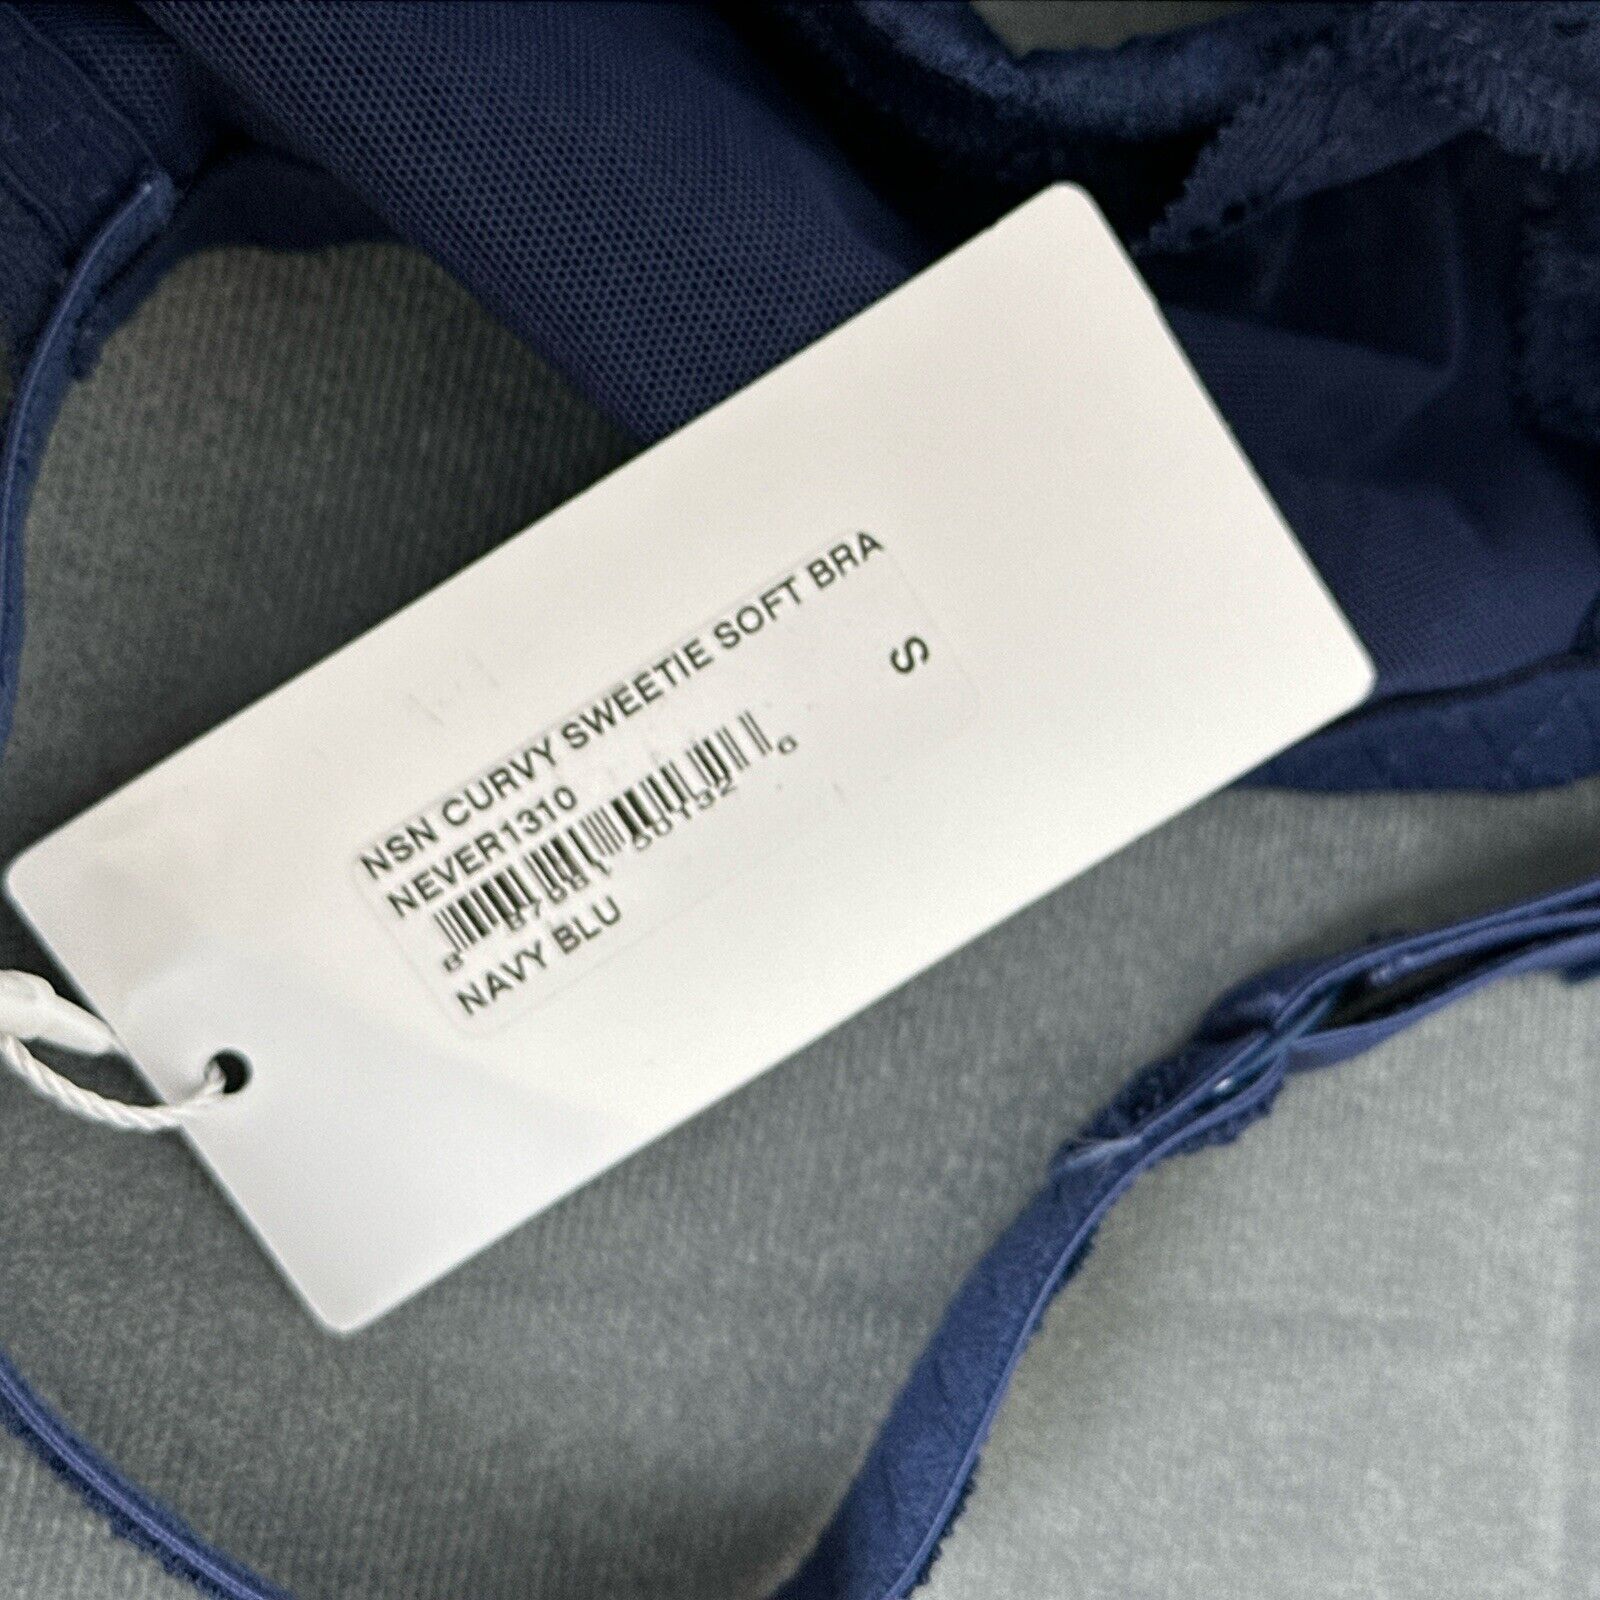 NSN CURVY SWEETIE SOFT BRA
NEVER1310
S
NAVY BLU